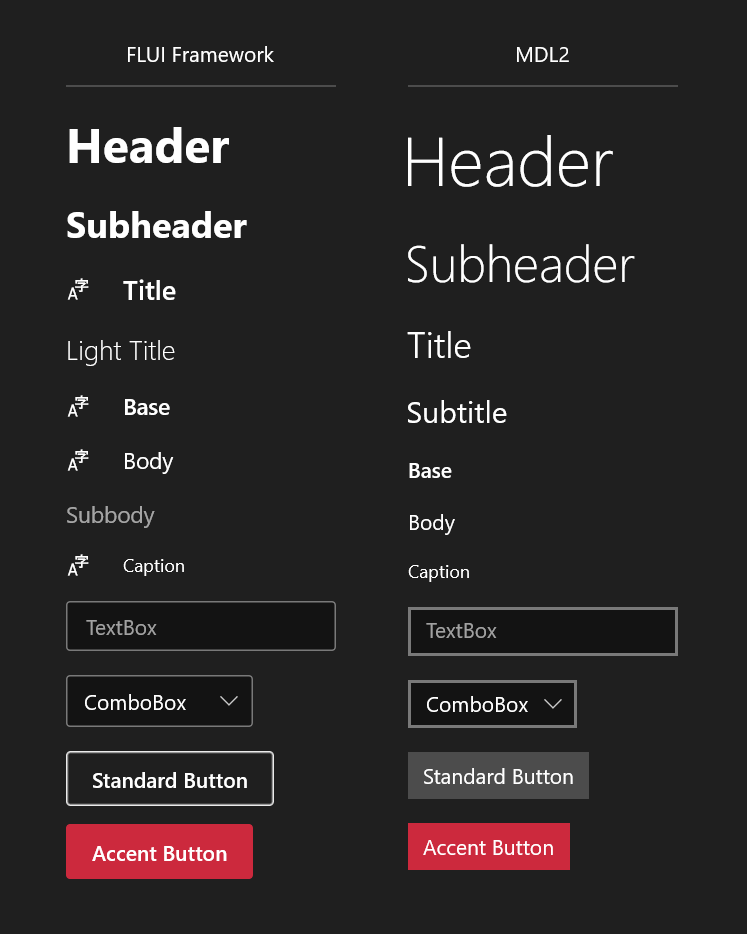 FLUI Framework
Header
Subheader
A字 Title
Light Title
A字 Base
A字 Body
Subbody
A字 Caption
TextBox
ComboBox
Standard Button
Accent Button
MDL2
Header
Subheader
Title
Subtitle
Base
Body
Caption
TextBox
ComboBox
Standard Button
Accent Button